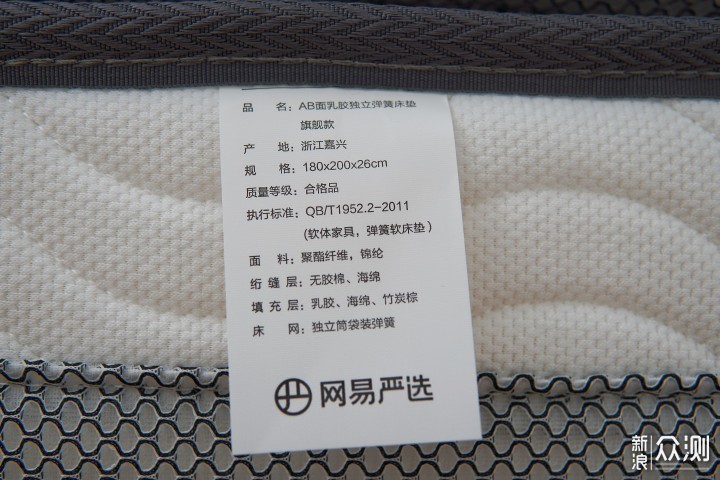 品 名：AB面乳胶独立弹簧床垫
旗舰款
产 地：浙江嘉兴
规 格：180x200x26cm
质量等级：合格品
执行标准：QB/T1952.2-2011
（软体家具，弹簧软床垫）
面 料：聚酯纤维，锦纶
绗 缝 层：无胶棉、海绵
填 充 层：乳胶、海绵、竹炭棕
床 网：独立筒袋装弹簧
网易严选
新浪众测